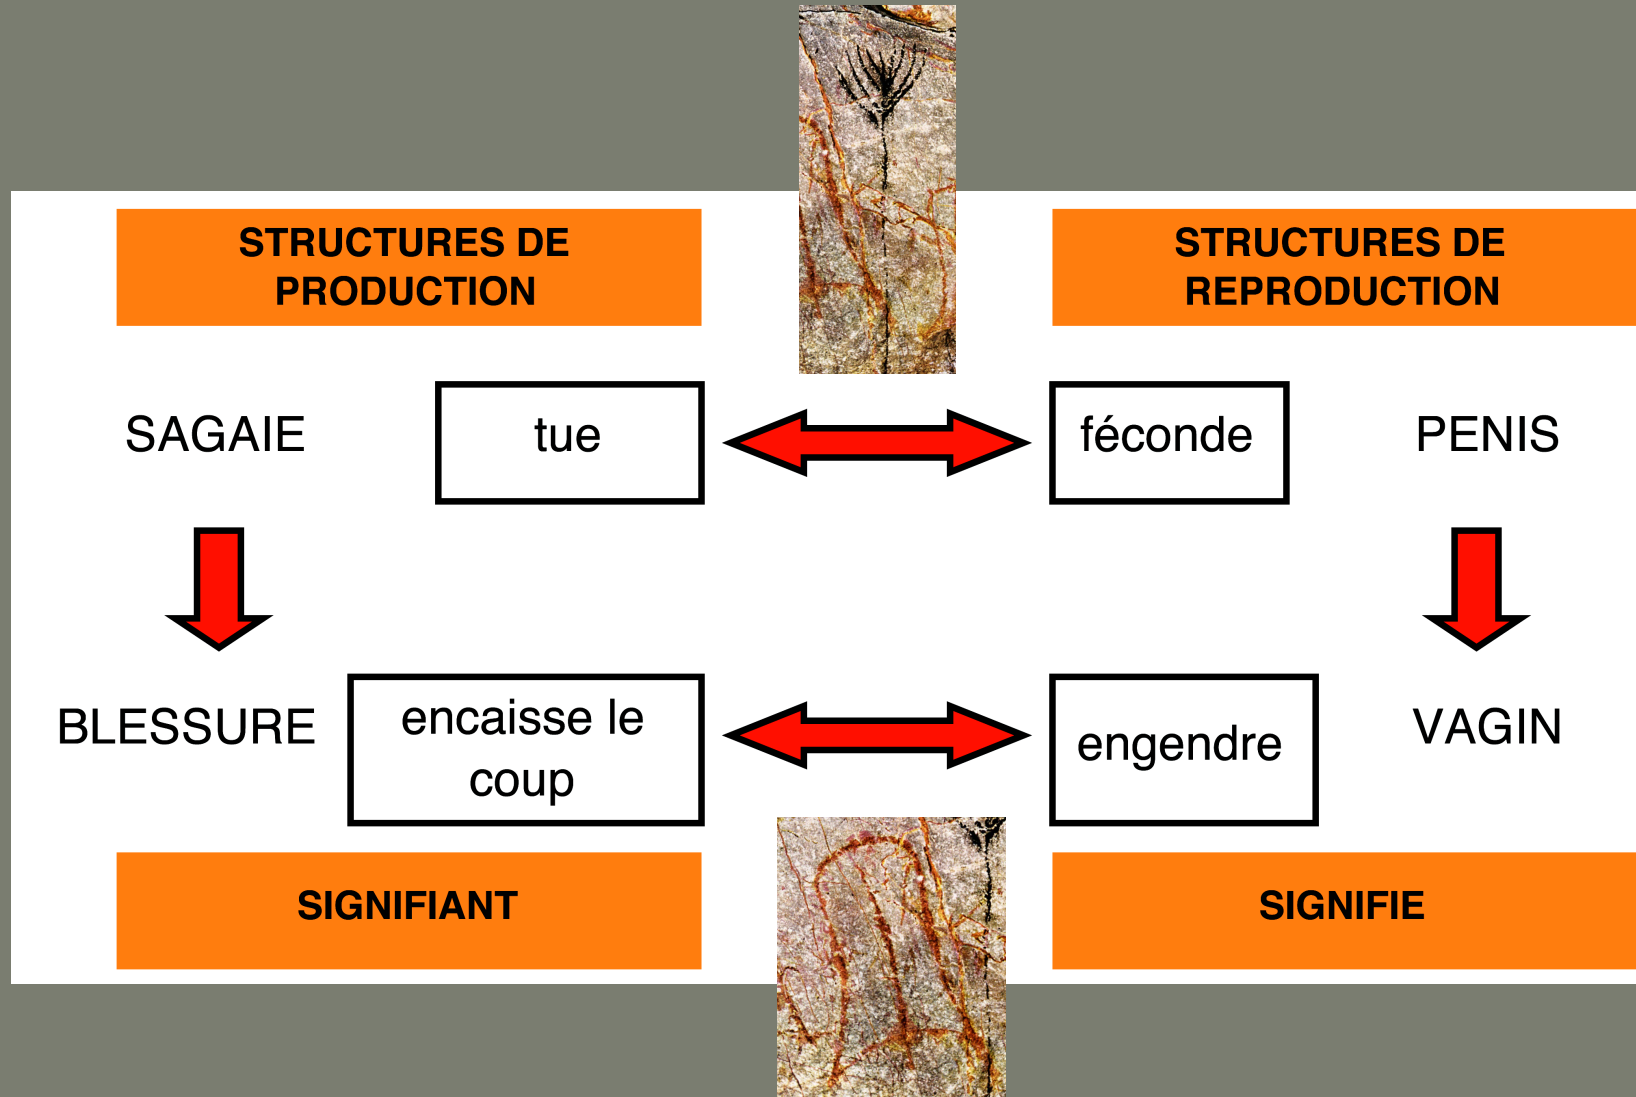 STRUCTURES DE
PRODUCTION
STRUCTURES DE
REPRODUCTION
SAGAIE
tue
féconde
PENIS
BLESSURE
encaisse le
coup
engendre
VAGIN
SIGNIFIANT
SIGNIFIE